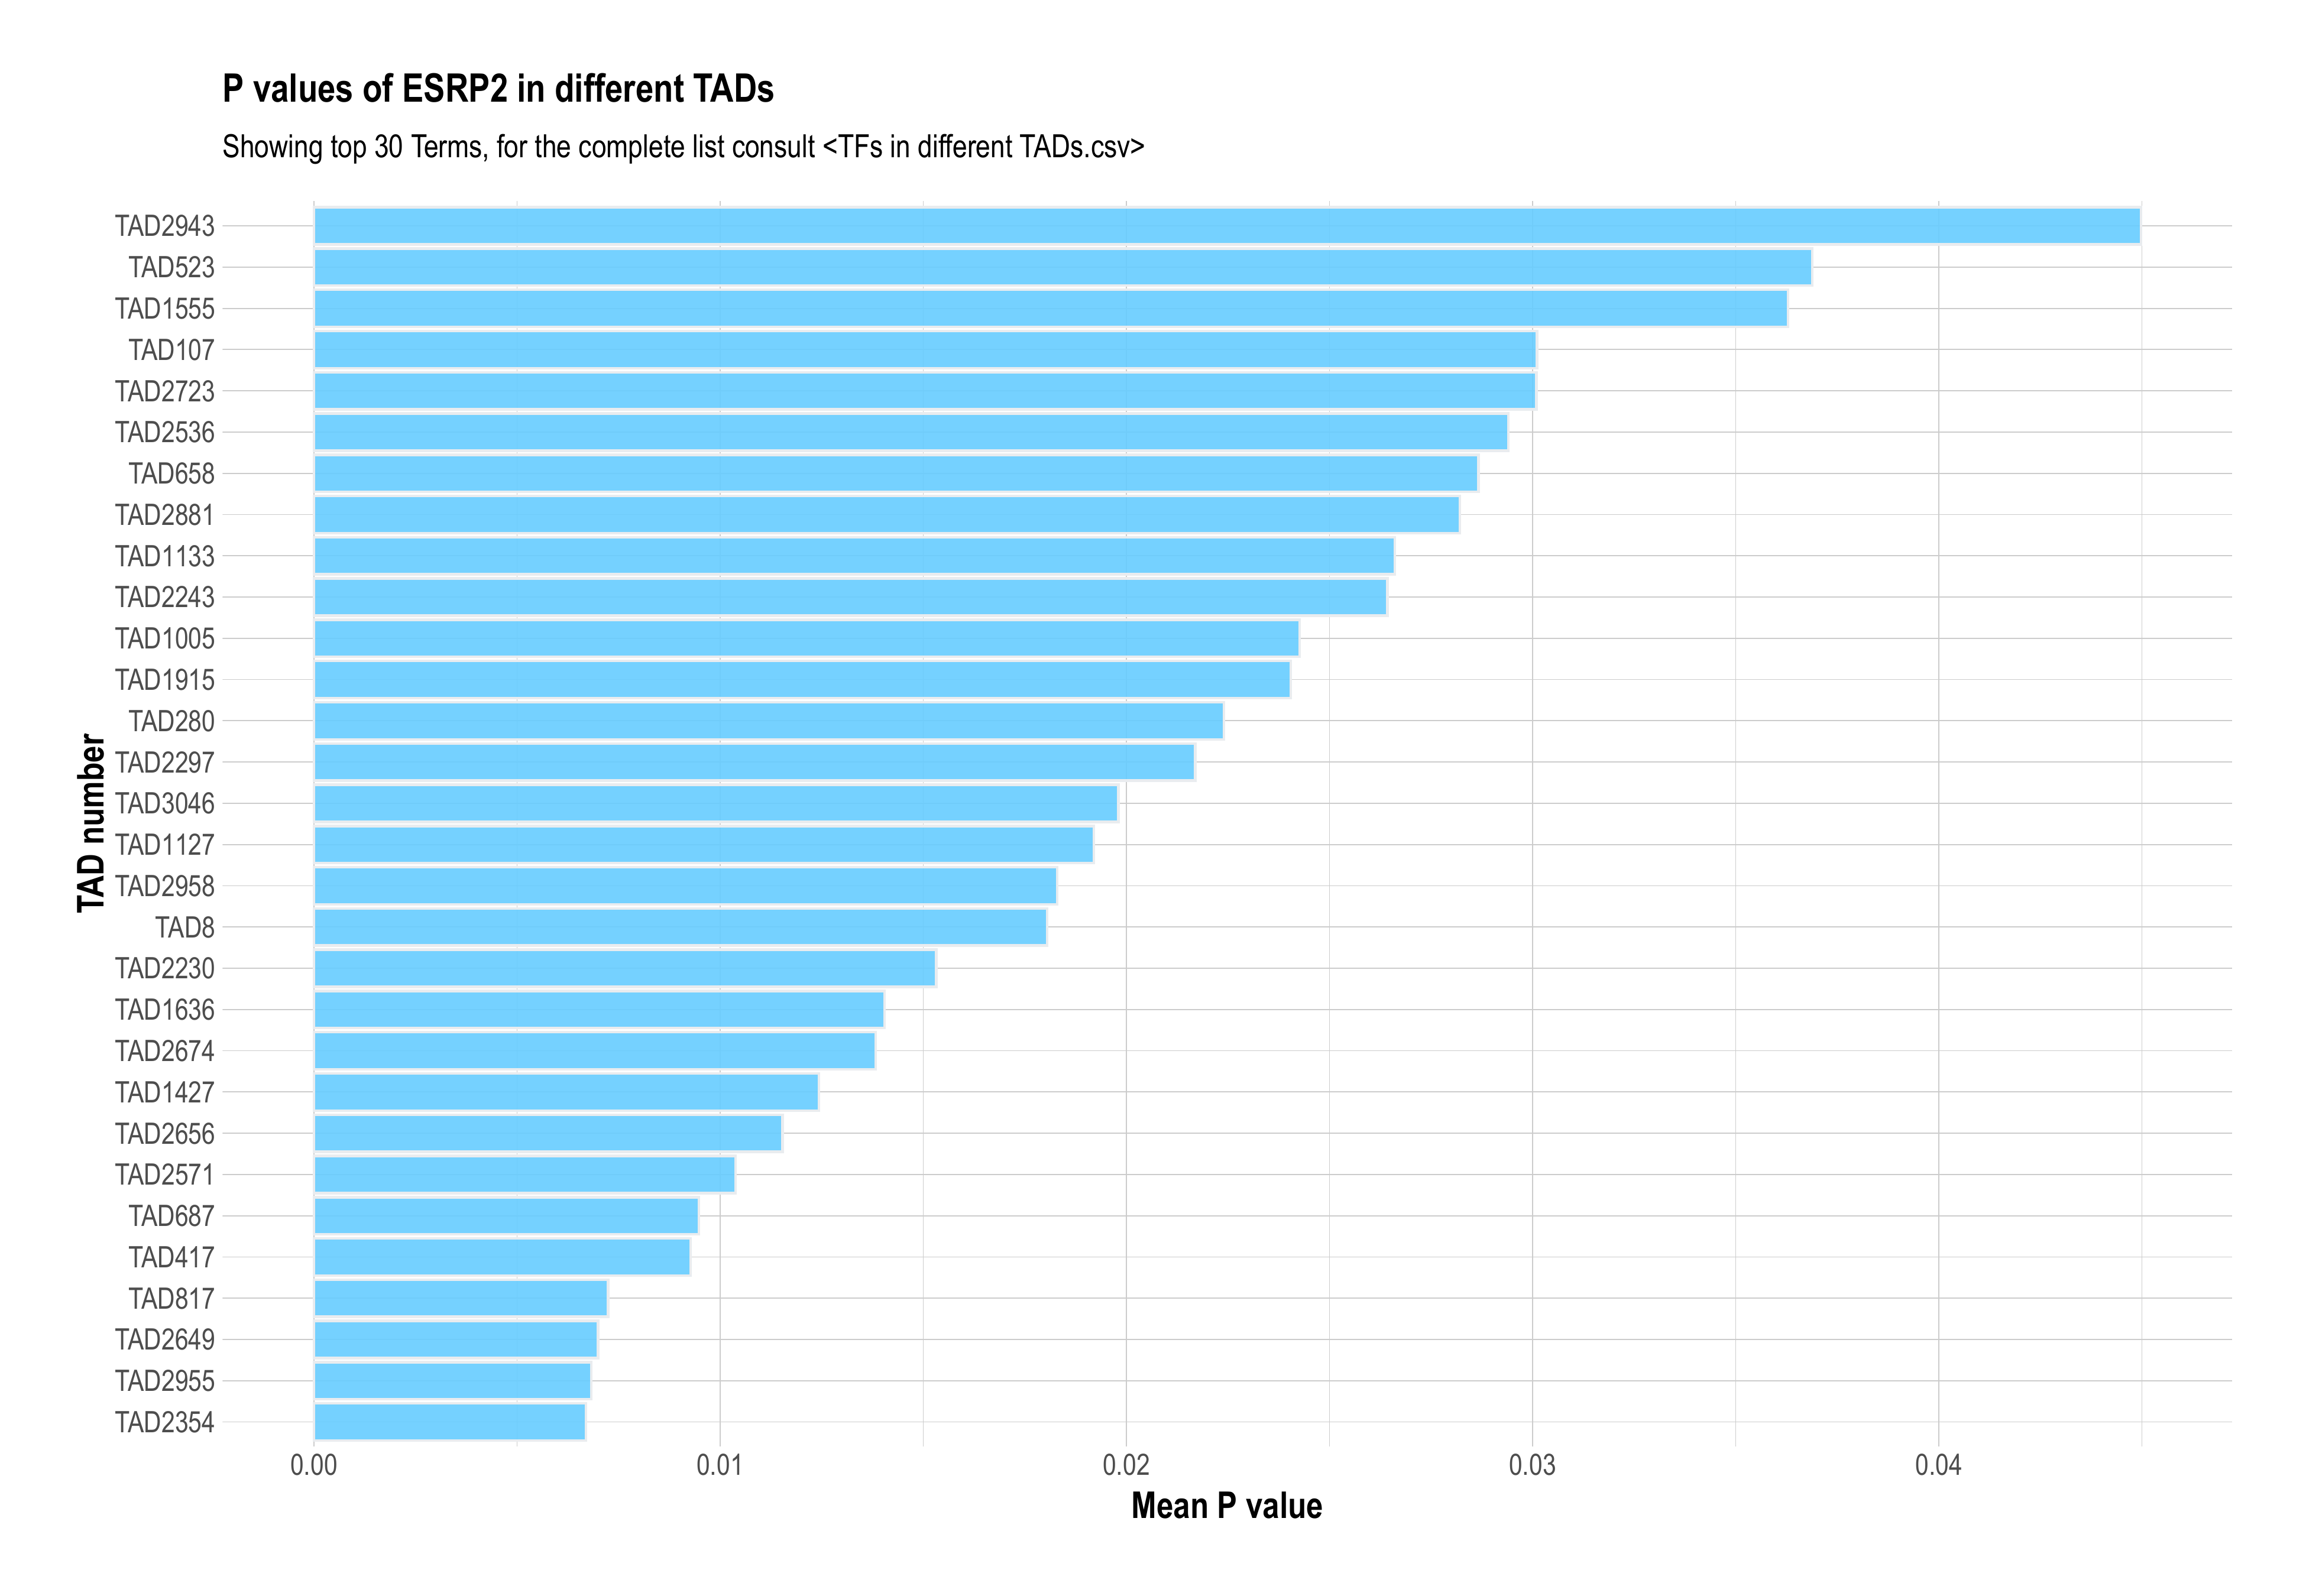 P values of ESRP2 in different TADs
Showing top 30 Terms, for the complete list consult <TFs in different TADs.csv>
TAD number
TAD2943
TAD523
TAD1555
TAD107
TAD2723
TAD2536
TAD658
TAD2881
TAD1133
TAD2243
TAD1005
TAD1915
TAD280
TAD2297
TAD3046
TAD1127
TAD2958
TAD8
TAD2230
TAD1636
TAD2674
TAD1427
TAD2656
TAD2571
TAD687
TAD417
TAD817
TAD2649
TAD2955
TAD2354
0.00 0.01 0.02 0.03 0.04
Mean P value